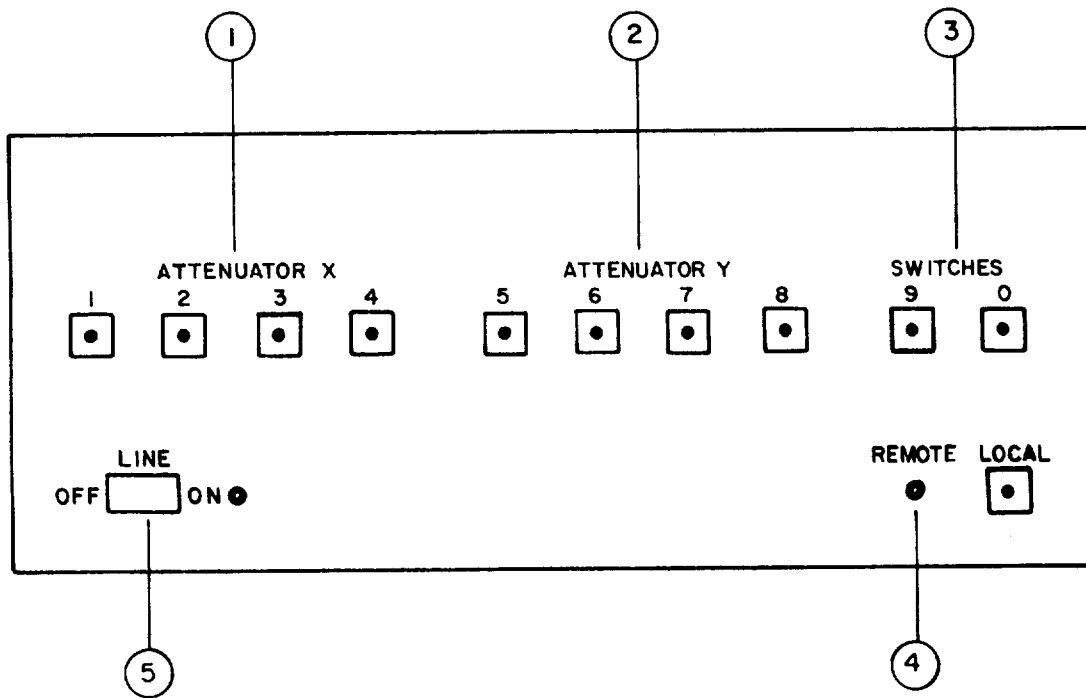 1 2 3
ATTENUATOR X ATTENUATOR Y SWITCHES
1 2 3 4 5 6 7 8 9 0
LINE REMOTE LOCAL
OFF ON
5 4